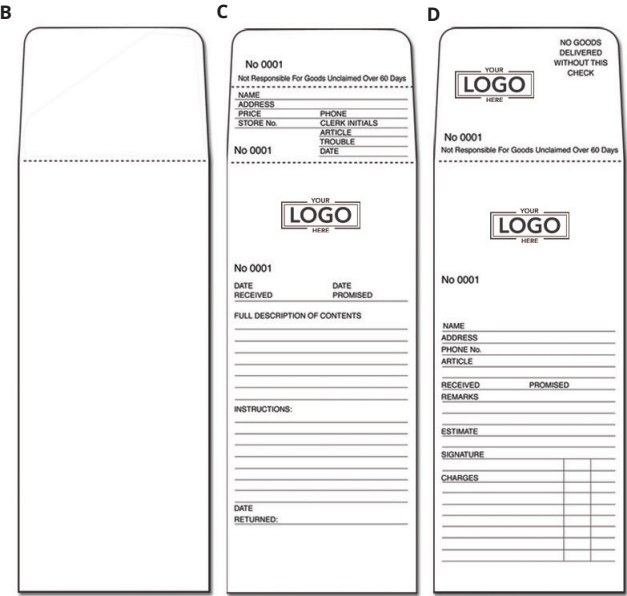 B
C
No 0001
Not Responsible For Goods Unclaimed Over 60 Days
NAME
ADDRESS
PRICE PHONE
STORE No. CLERK INITIALS
ARTICLE
TROUBLE
No 0001 DATE
YOUR
LOGO
HERE
No 0001
DATE DATE
RECEIVED PROMISED
FULL DESCRIPTION OF CONTENTS
INSTRUCTIONS:
DATE
RETURNED:
D
NO GOODS
DELIVERED
WITHOUT THIS
CHECK
YOUR
LOGO
HERE
No 0001
Not Responsible For Goods Unclaimed Over 60 Days
YOUR
LOGO
HERE
No 0001
NAME
ADDRESS
PHONE No.
ARTICLE
RECEIVED PROMISED
REMARKS
ESTIMATE
SIGNATURE
CHARGES